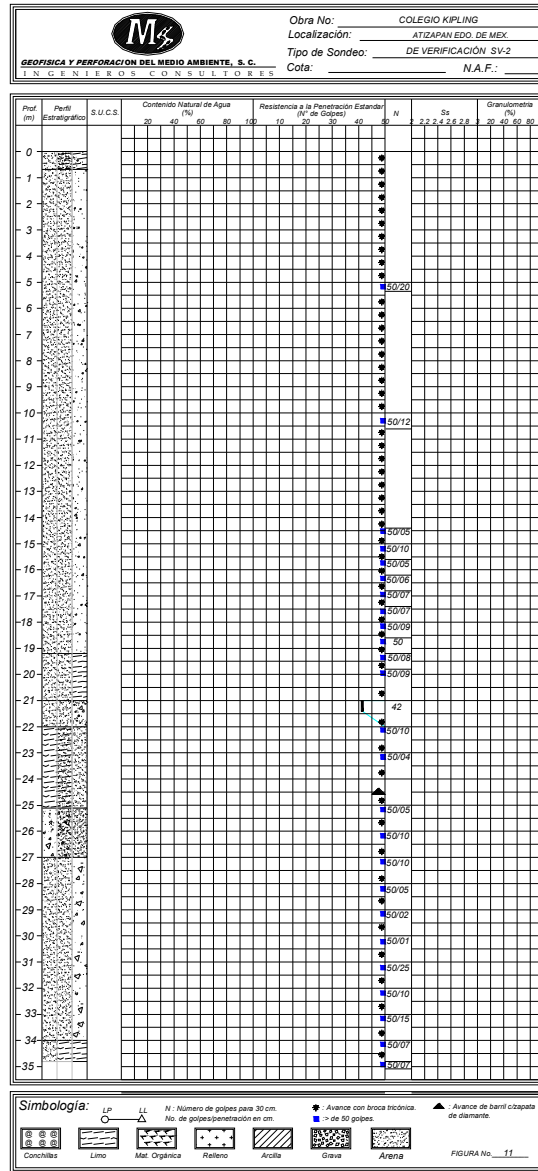 Obra No: COLEGIO KIPLING
Localización: ATIZAPAN EDO. DE MEX.
Tipo de Sondeo: DE VERIFICACIÓN SV-2
Cota: N.A.F.:
GEOFISICA Y PERFORACION DEL MEDIO AMBIENTE, S. C.
INGENIEROS CONSULTORES
Prof. (m)
Perfil Estratigráfico
S.U.C.S.
Contenido Natural de Agua (%)
20 40 60 80 100
Resistencia a la Penetración Estandar (N° de Golpes)
10 20 30 40 50
N
Ss
2 2.2 2.4 2.6 2.8 3
Granulometria (%)
20 40 60 80
0
1
2
3
4
5 50/20
6
7
8
9
10 50/12
11
12
13
14
50/05
15 50/10
50/05
16 50/06
17 50/07
50/07
18 50/09
50
19 50/08
20 50/09
21 42
22 50/10
23 50/04
24
25 50/05
26 50/10
27 50/10
28 50/05
29 50/02
30 50/01
31 50/25
32 50/10
33 50/15
34 50/07
35 50/07
Simbología:
LP LL
N : Número de golpes para 30 cm.
No. de golpes/penetración en cm.
: Avance con broca tricónica.
:> de 50 golpes.
: Avance de barril c/zapata
de diamante.
Conchillas Limo Mat. Orgánica Relleno Arcilla Grava Arena
FIGURA No. 11